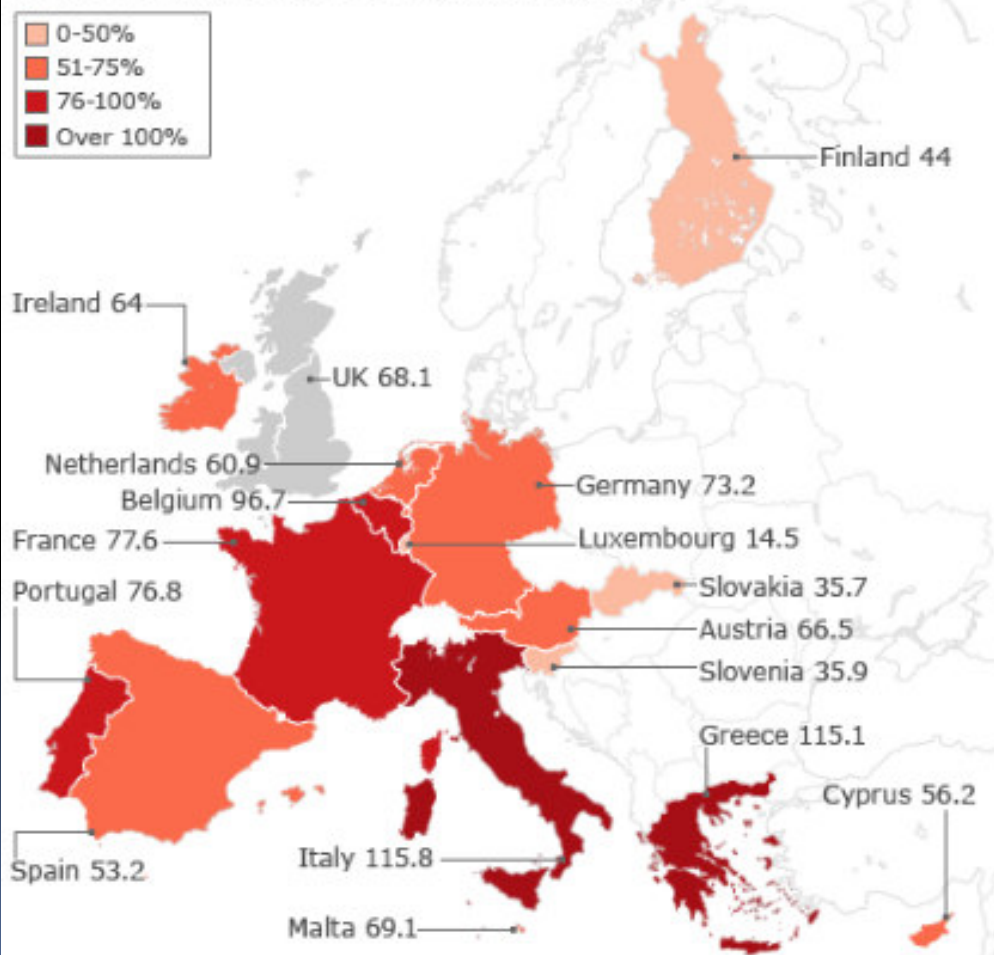 0-50%
51-75%
76-100%
Over 100%
Finland 44
Ireland 64
UK 68.1
Netherlands 60.9
Germany 73.2
Belgium 96.7
France 77.6
Luxembourg 14.5
Portugal 76.8
Slovakia 35.7
Austria 66.5
Slovenia 35.9
Greece 115.1
Cyprus 56.2
Italy 115.8
Spain 53.2
Malta 69.1